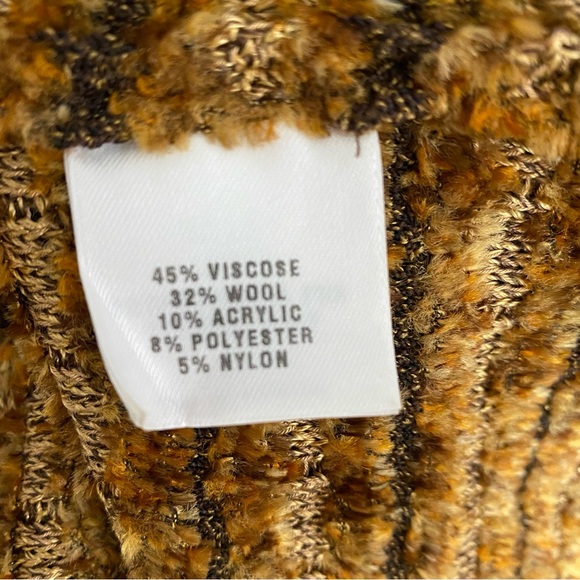 45% VISCOSE
32% WOOL
10% ACRYLIC
8% POLYESTER
5% NYLON